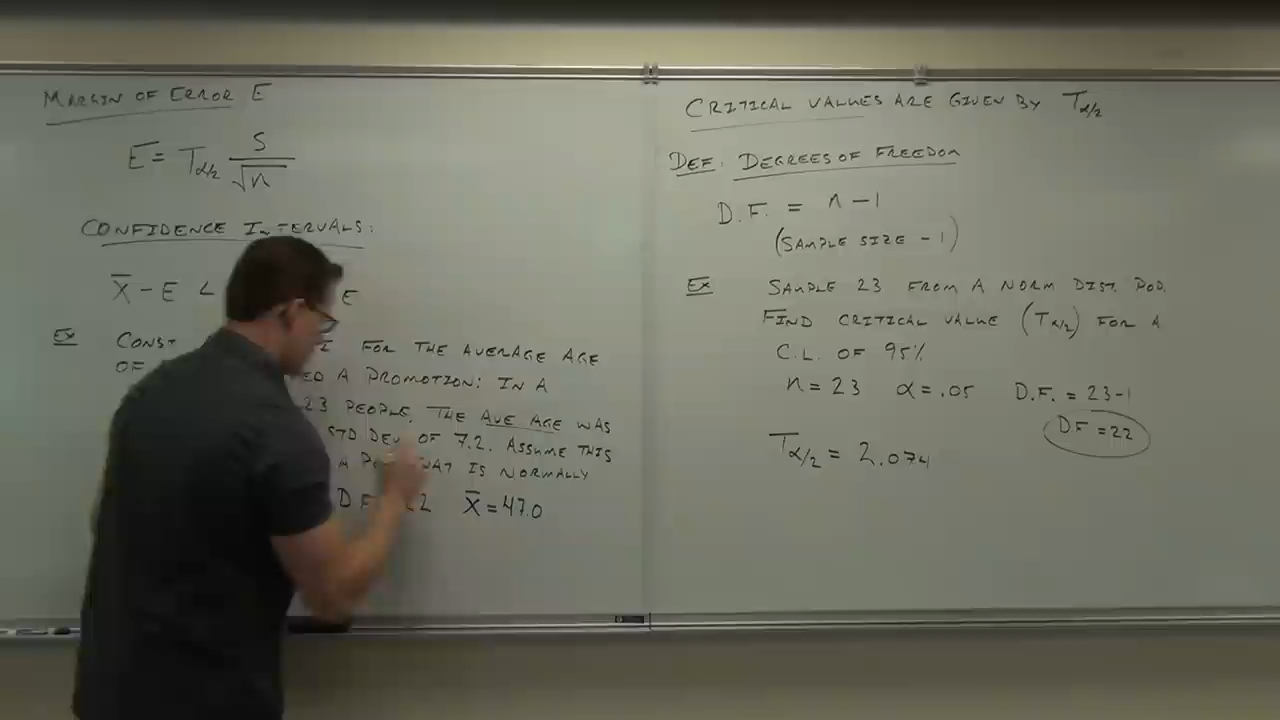 MARGIN OF ERROR E
E = Tα/2 S/√n
CONFIDENCE INTERVALS:
X̄ - E < E
EX CONST FOR THE AVERAGE AGE
OF A PROMOTION: IN A
23 PEOPLE, THE AVE AGE WAS
STD DEV OF 7.2. ASSUME THIS
IS NORMALLY
X̄ = 47.0
CRITICAL VALUES ARE GIVEN BY Tα/2
DEF: DEGREES OF FREEDOM
D.F. = n - 1
(SAMPLE SIZE - 1)
EX SAMPLE 23 FROM A NORM DIST. POP.
FIND CRITICAL VALUE (Tα/2) FOR A
C.L. OF 95%
n = 23 α = .05 D.F. = 23-1
DF = 22
Tα/2 = 2.074